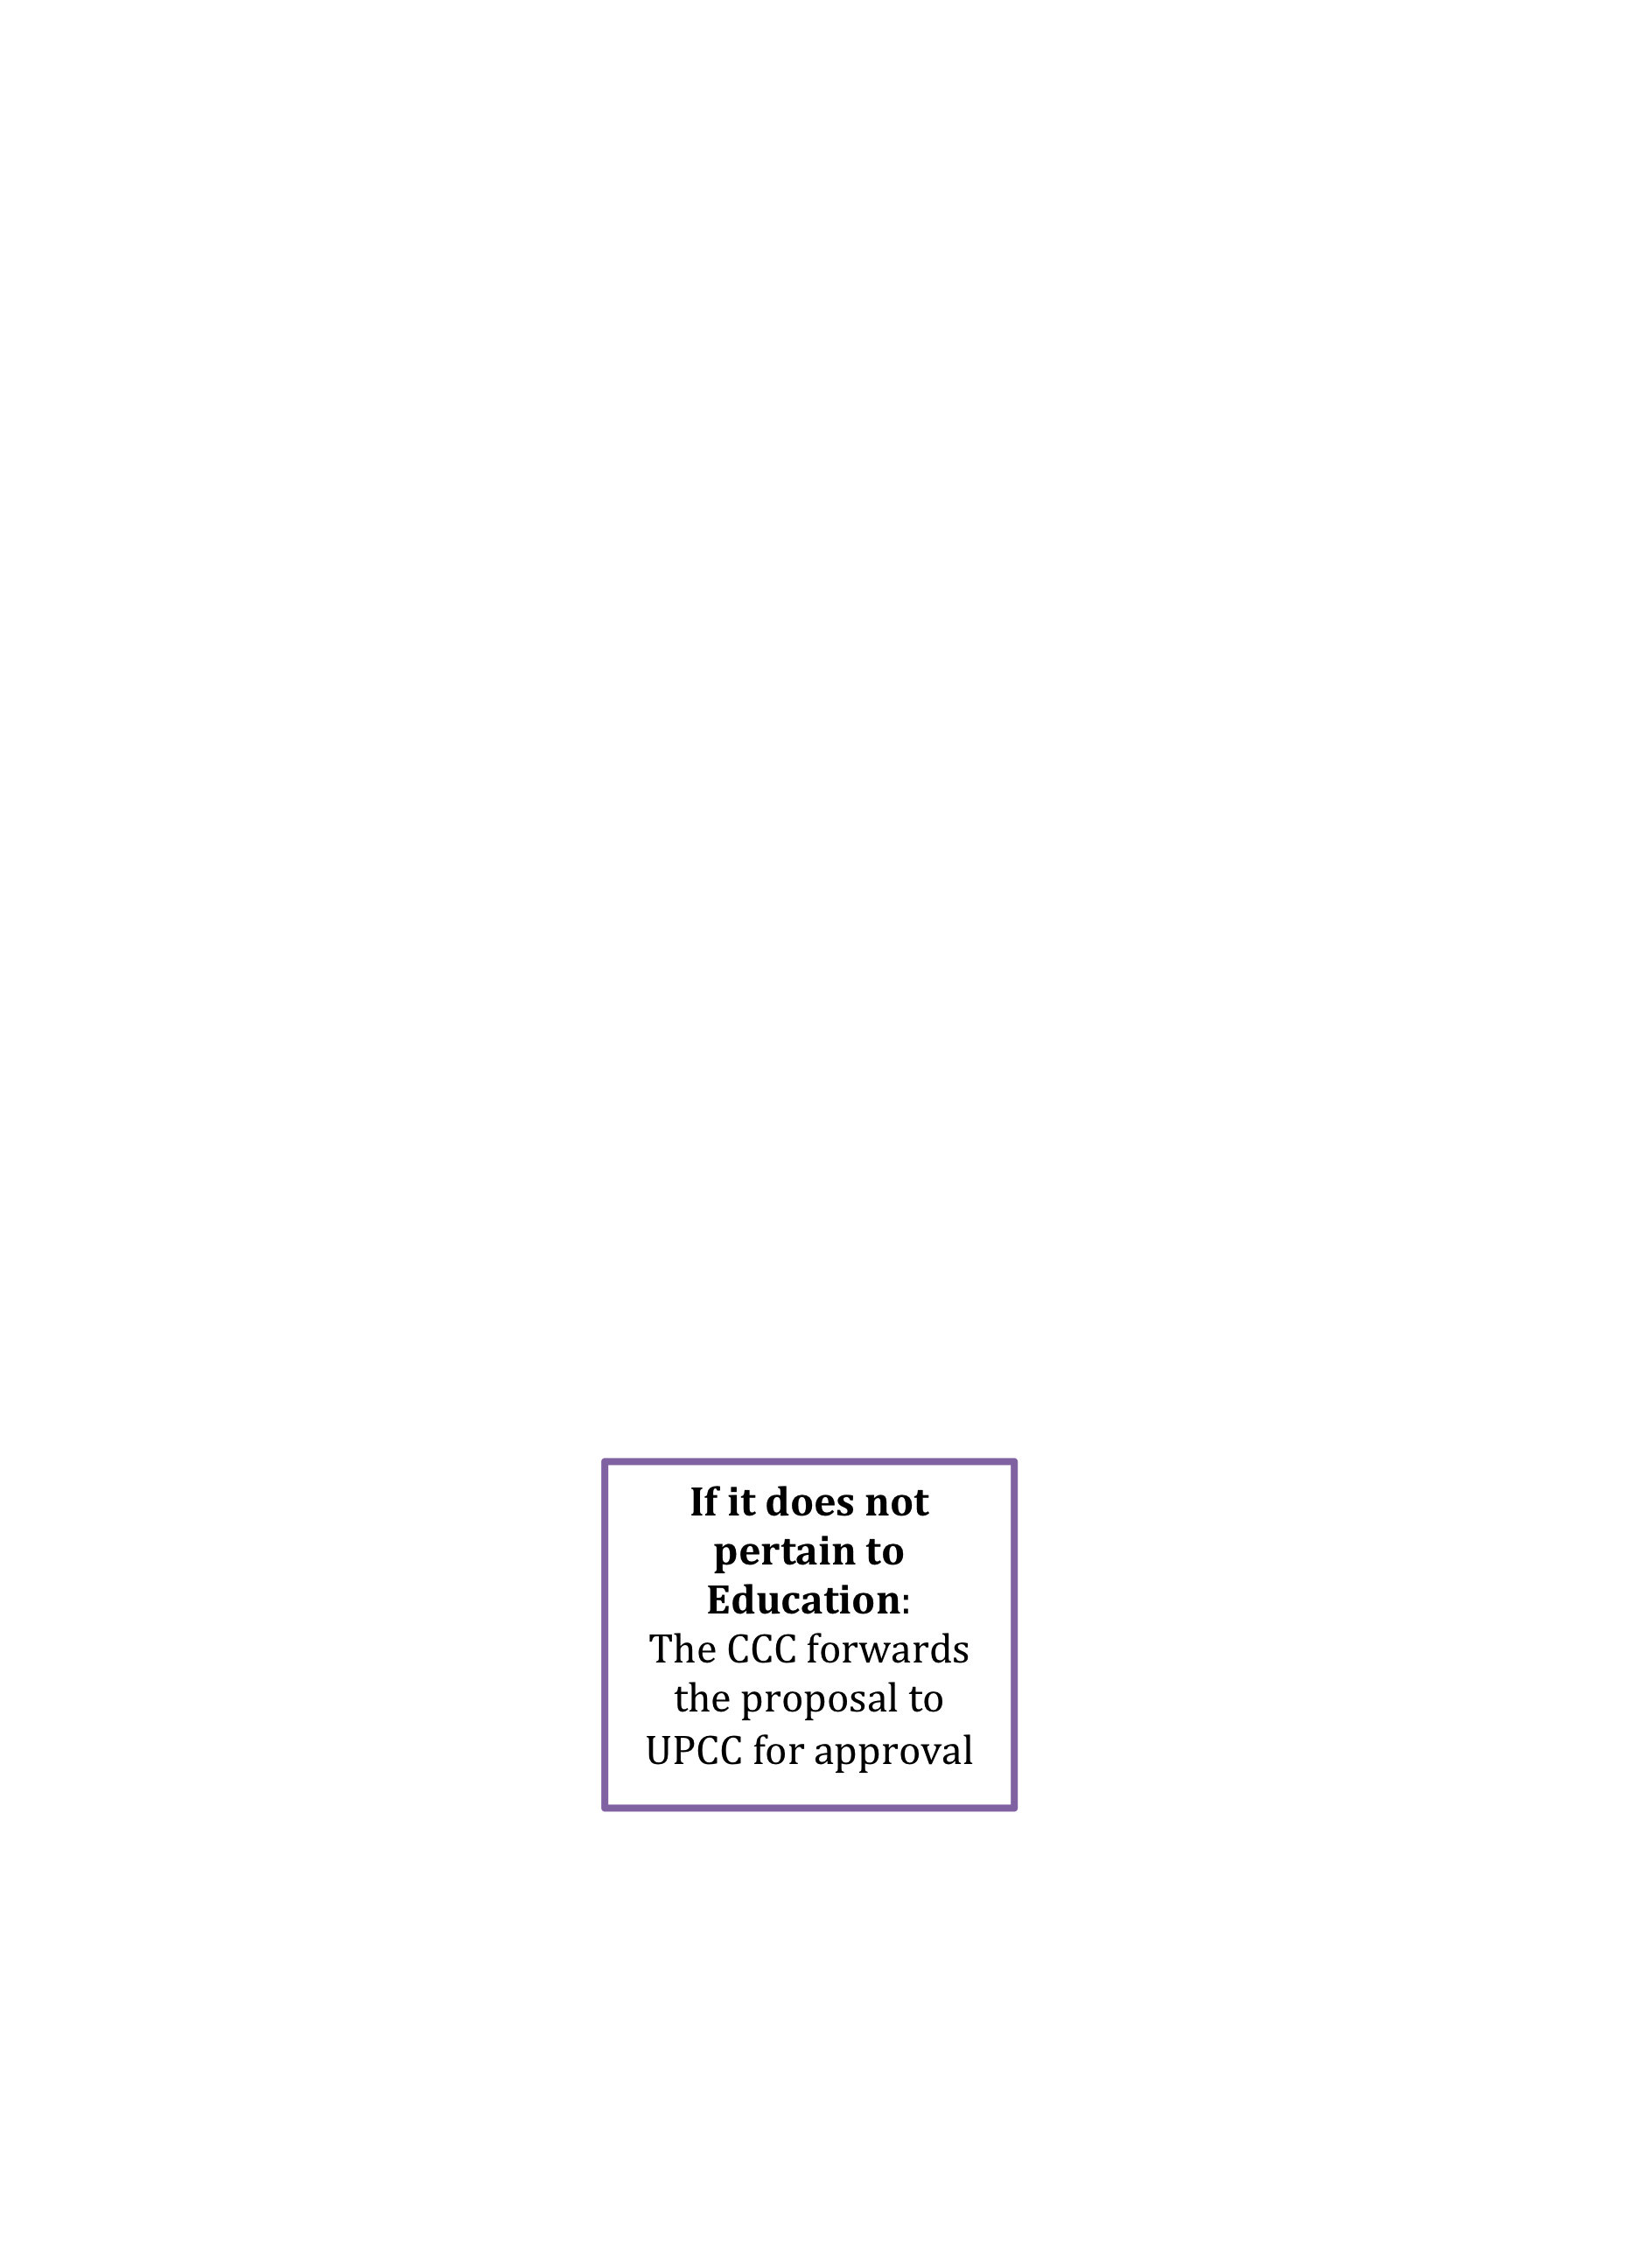 If it does not
pertain to
Education:
The CCC forwards
the proposal to
UPCC for approval